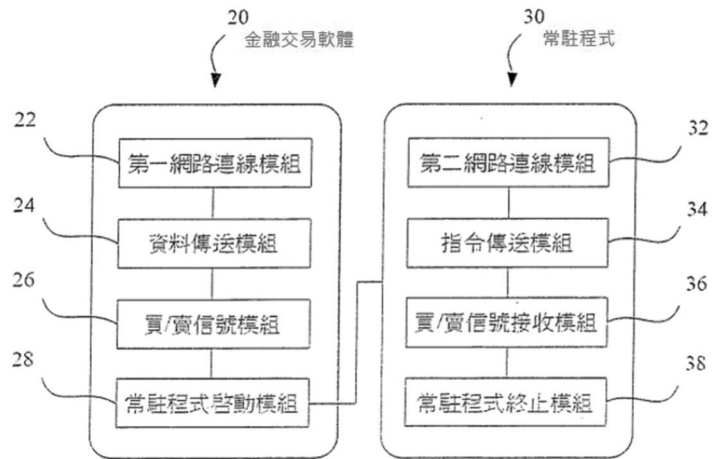 20
金融交易軟體
30
常駐程式
22
第一網路連線模組
24
資料傳送模組
26
買/賣信號模組
28
常駐程式啓動模組
第二網路連線模組
32
指令傳送模組
34
買/賣信號接收模組
36
常駐程式終止模組
38